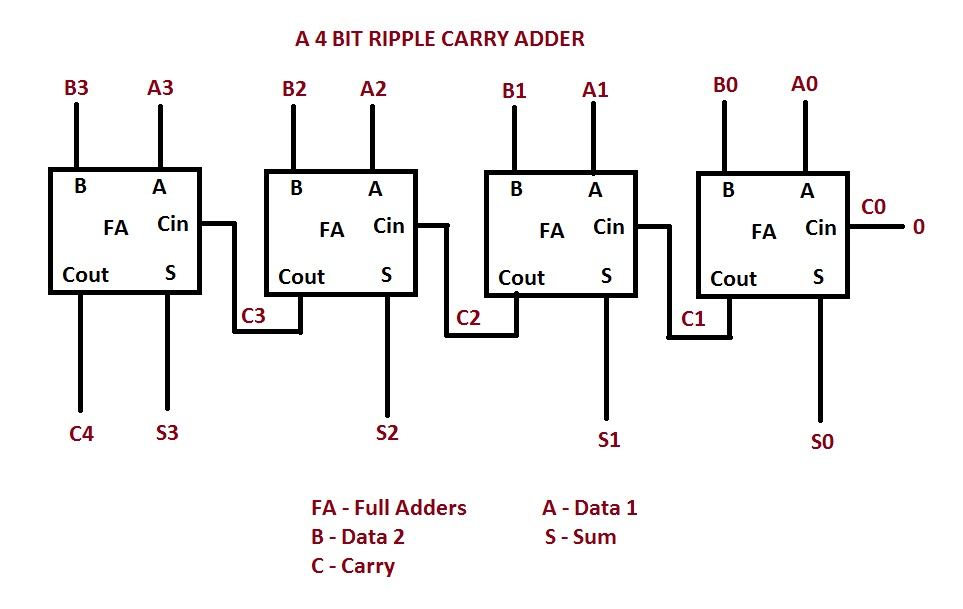 A 4 BIT RIPPLE CARRY ADDER
B3 A3 B2 A2 B1 A1 B0 A0
B A B A B A B A
C0
FA Cin FA Cin FA Cin FA Cin 0
Cout S Cout S Cout S Cout S
C3 C2 C1
C4 S3 S2 S1 S0
FA - Full Adders A - Data 1
B - Data 2 S - Sum
C - Carry